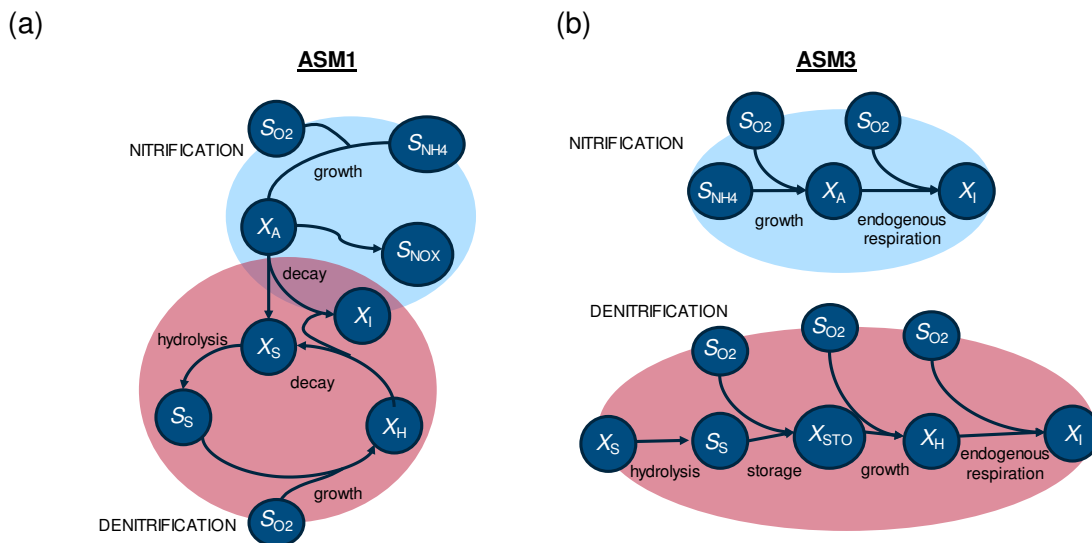 (a)
ASM1
S_O2
NITRIFICATION
S_NH4
growth
X_A
S_NOX
decay
X_I
hydrolysis
X_S
decay
S_S
X_H
growth
DENITRIFICATION
S_O2
(b)
ASM3
S_O2
S_O2
NITRIFICATION
S_NH4
X_A
X_I
growth
endogenous
respiration
DENITRIFICATION
S_O2
S_O2
S_O2
X_S
S_S
X_STO
X_H
X_I
hydrolysis
storage
growth
endogenous
respiration